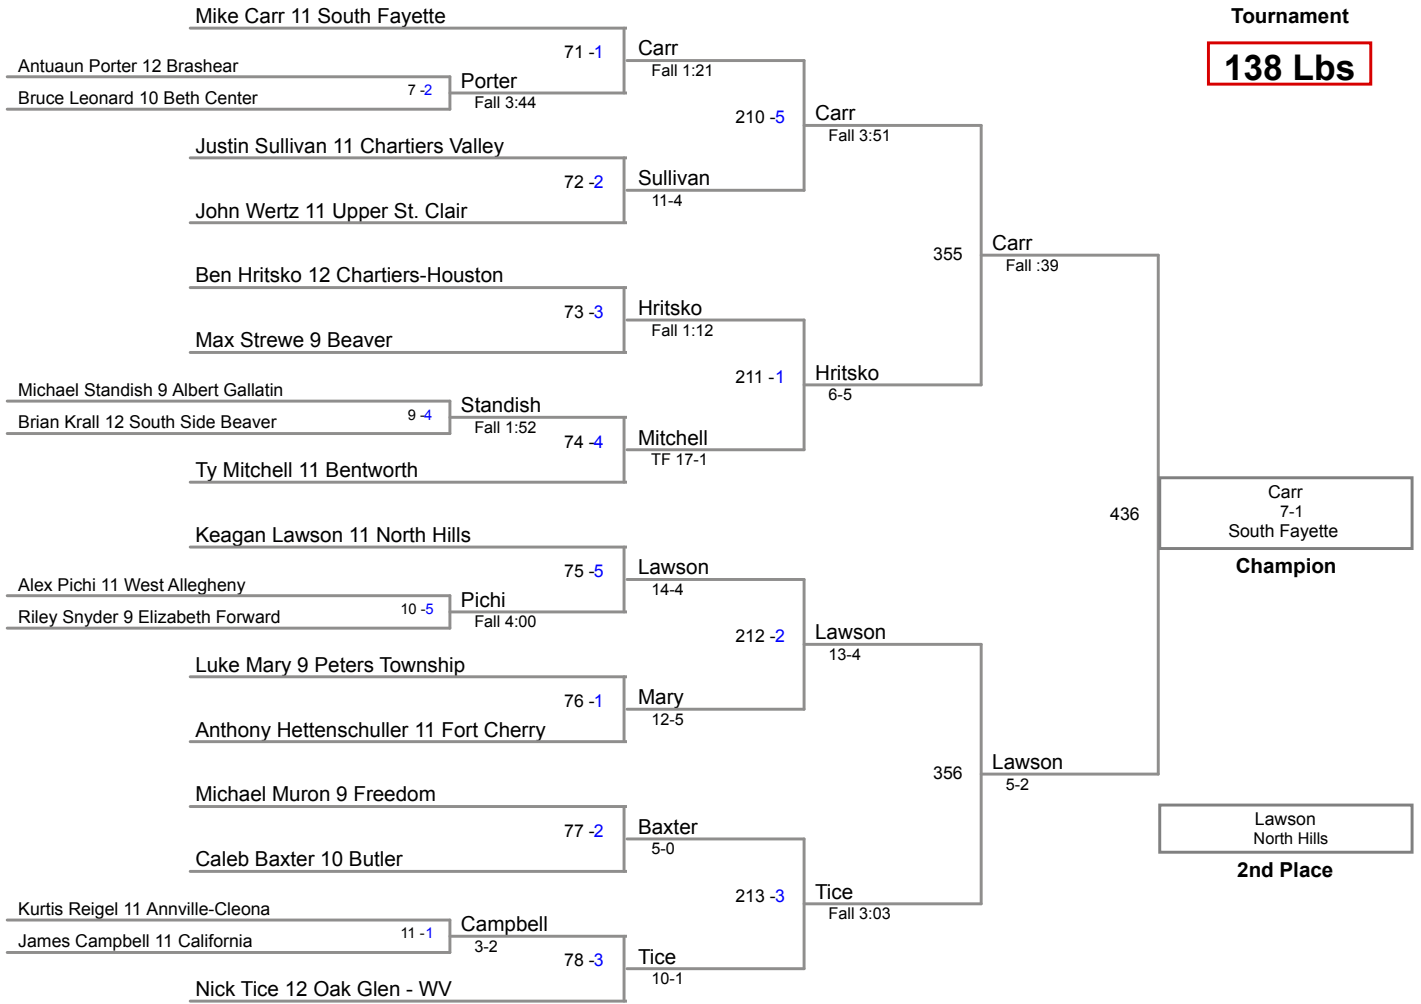 Mike Carr 11 South Fayette
Tournament
138 Lbs
71 -1
Carr
Fall 1:21
Antuaun Porter 12 Brashear
7 -2
Porter
Fall 3:44
Bruce Leonard 10 Beth Center
210 -5
Carr
Fall 3:51
Justin Sullivan 11 Chartiers Valley
72 -2
Sullivan
11-4
John Wertz 11 Upper St. Clair
355
Carr
Fall :39
Ben Hritsko 12 Chartiers-Houston
73 -3
Hritsko
Fall 1:12
Max Strewe 9 Beaver
211 -1
Hritsko
6-5
Michael Standish 9 Albert Gallatin
9 -4
Standish
Fall 1:52
Brian Krall 12 South Side Beaver
74 -4
Mitchell
TF 17-1
Ty Mitchell 11 Bentworth
436
Carr
7-1
South Fayette
Champion
Keagan Lawson 11 North Hills
75 -5
Lawson
14-4
Alex Pichi 11 West Allegheny
10 -5
Pichi
Fall 4:00
Riley Snyder 9 Elizabeth Forward
212 -2
Lawson
13-4
Luke Mary 9 Peters Township
76 -1
Mary
12-5
Anthony Hettenschuller 11 Fort Cherry
356
Lawson
5-2
Michael Muron 9 Freedom
77 -2
Baxter
5-0
Caleb Baxter 10 Butler
Lawson
North Hills
2nd Place
213 -3
Tice
Fall 3:03
Kurtis Reigel 11 Annville-Cleona
11 -1
Campbell
3-2
James Campbell 11 California
78 -3
Tice
10-1
Nick Tice 12 Oak Glen - WV